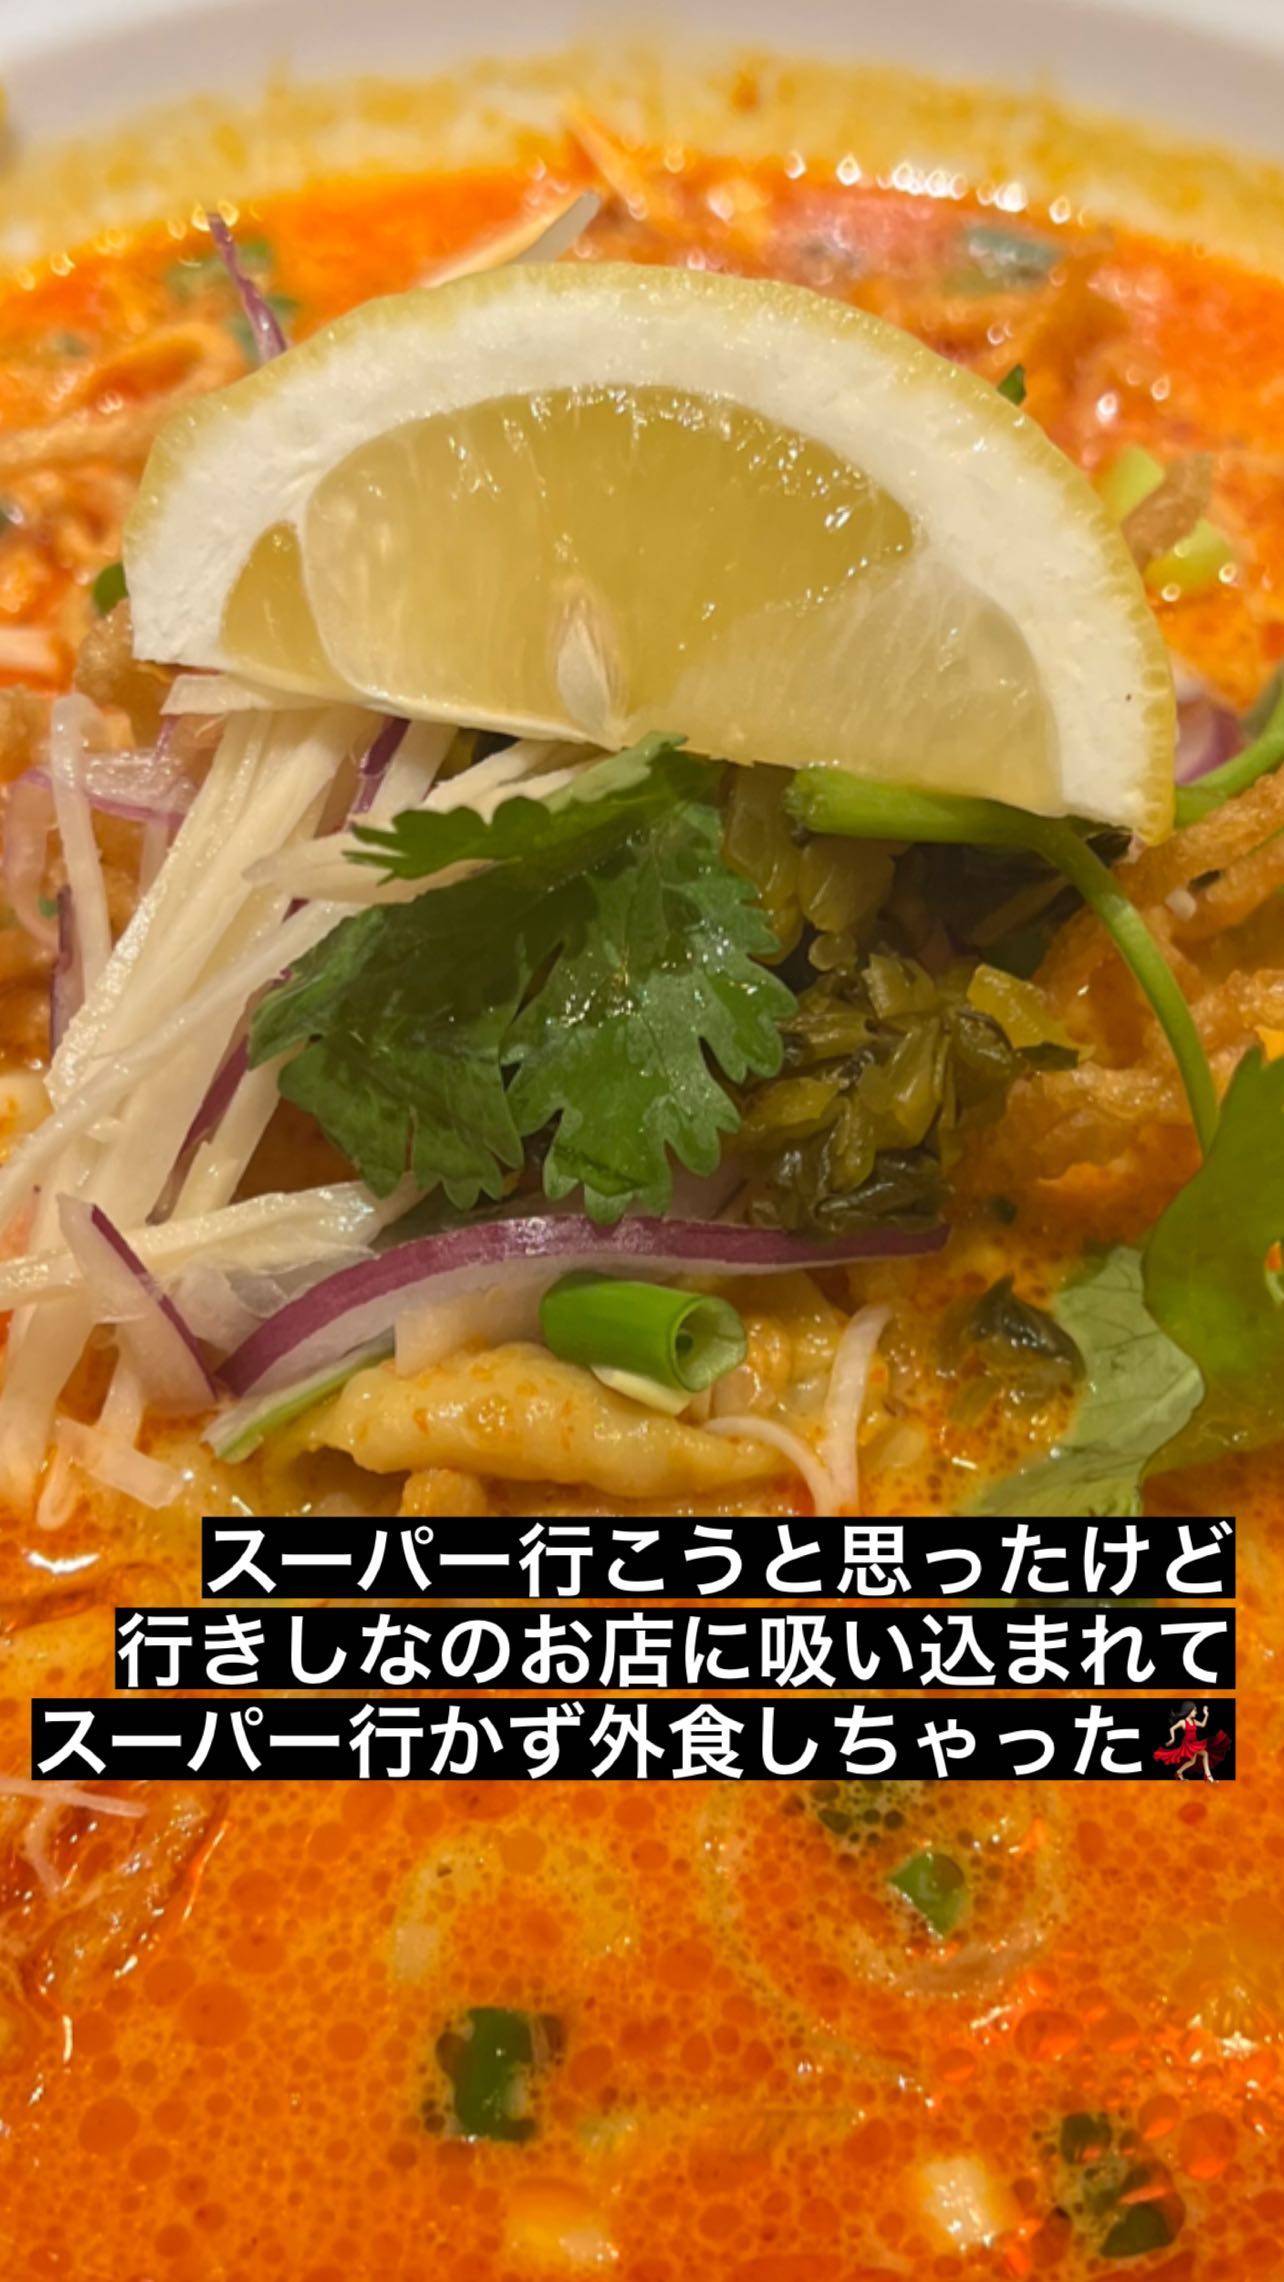 スーパー行こうと思ったけど
行きしなのお店に吸い込まれて
スーパー行かず外食しちゃった💃🏻